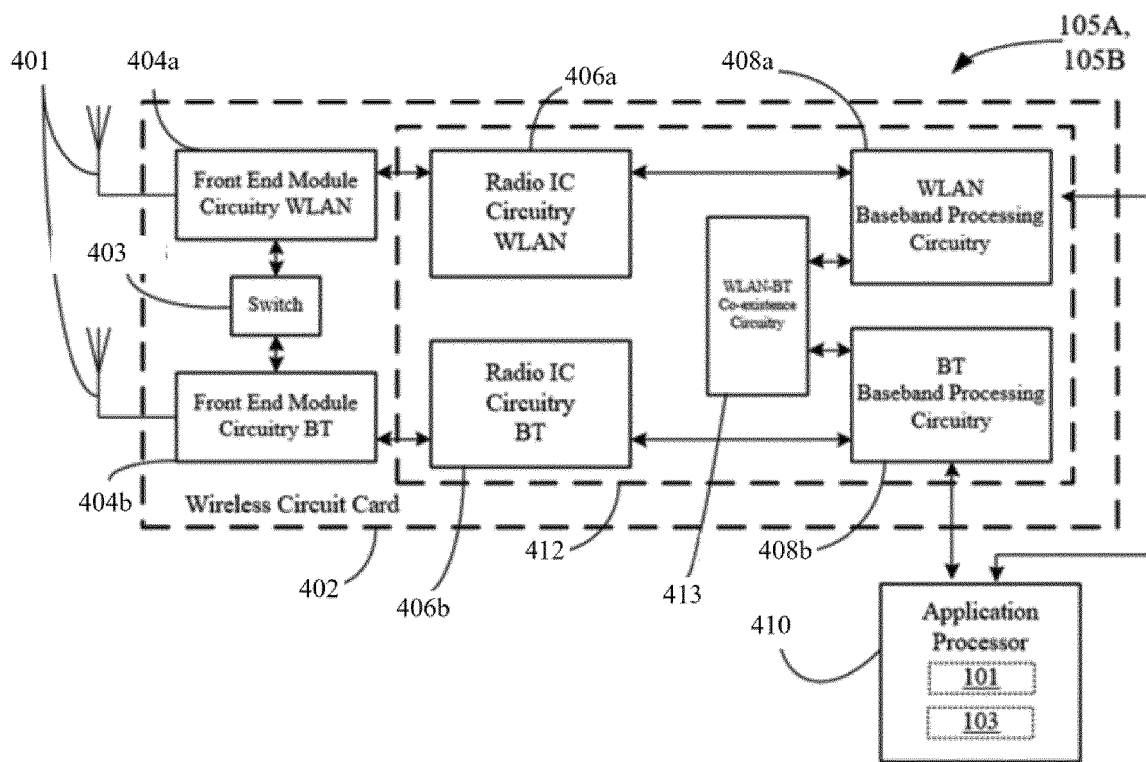 105A,
105B
401
404a
406a
408a
Front End Module
Circuitry WLAN
Radio IC
Circuitry
WLAN
WLAN
Baseband Processing
Circuitry
403
Switch
WLAN-BT
Co-existence
Circuitry
Front End Module
Circuitry BT
Radio IC
Circuitry
BT
BT
Baseband Processing
Circuitry
404b
Wireless Circuit Card
402
406b
412
413
408b
410
Application
Processor
101
103